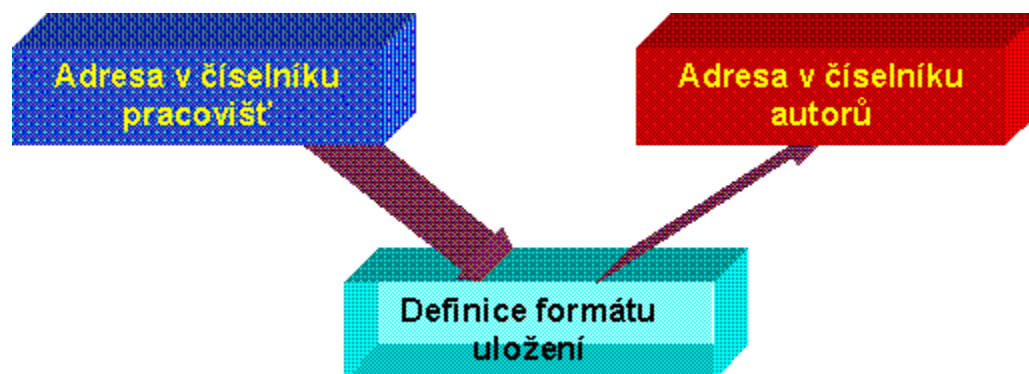 Adresa v číselníku
pracovišť
Adresa v číselníku
autorů
Definice formátu
uložení